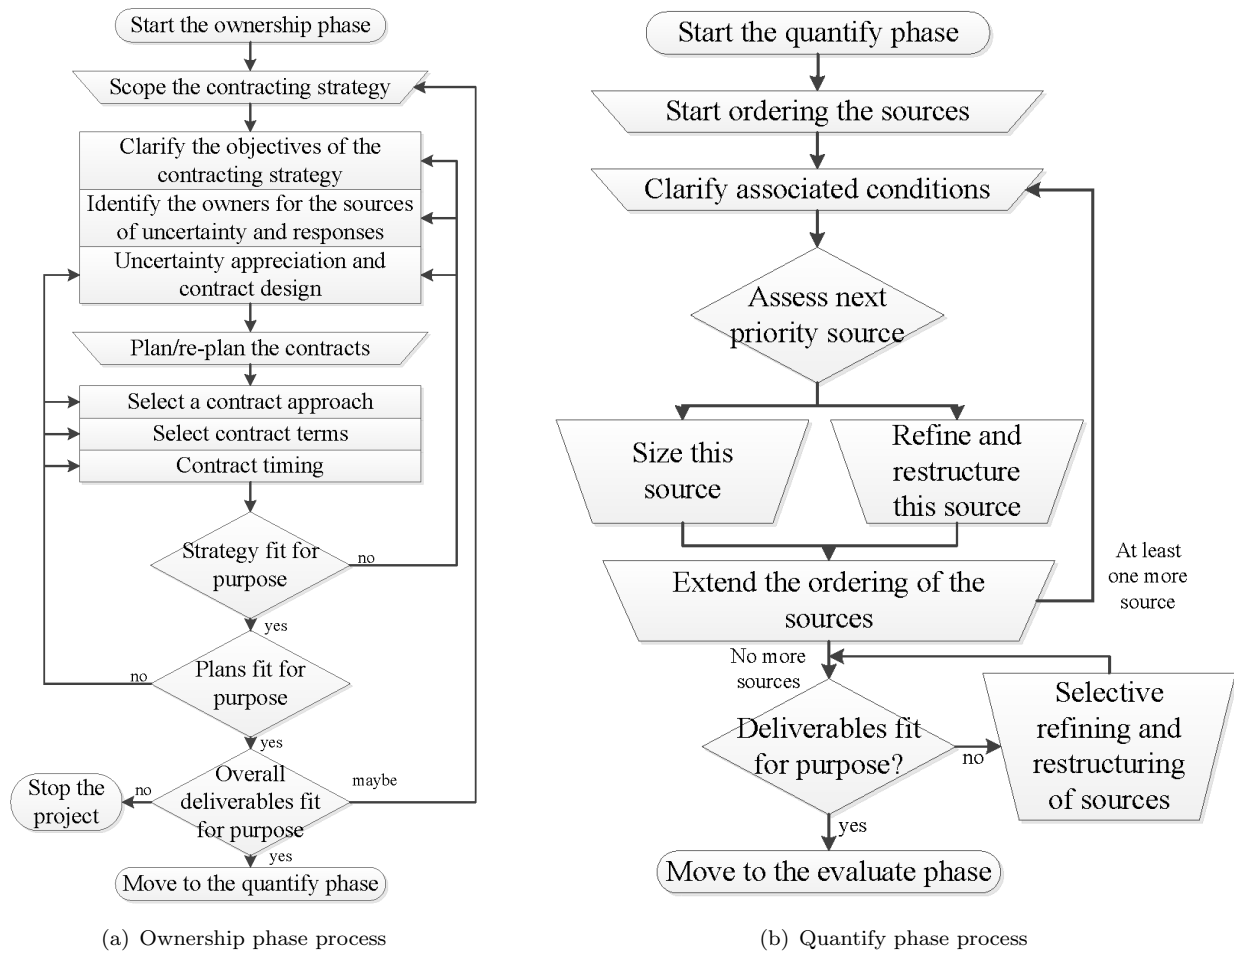 Start the ownership phase
Scope the contracting strategy
Clarify the objectives of the
contracting strategy
Identify the owners for the sources
of uncertainty and responses
Uncertainty appreciation and
contract design
Plan/re-plan the contracts
Select a contract approach
Select contract terms
Contract timing
Strategy fit for
purpose
no
yes
Plans fit for
purpose
no
yes
Overall
deliverables fit
for purpose
maybe
no
Stop the
project
yes
Move to the quantify phase
(a) Ownership phase process
Start the quantify phase
Start ordering the sources
Clarify associated conditions
Assess next
priority source
Size this
source
Refine and
restructure
this source
At least
one more
source
Extend the ordering of the
sources
No more
sources
Deliverables fit
for purpose?
no
Selective
refining and
restructuring
of sources
yes
Move to the evaluate phase
(b) Quantify phase process